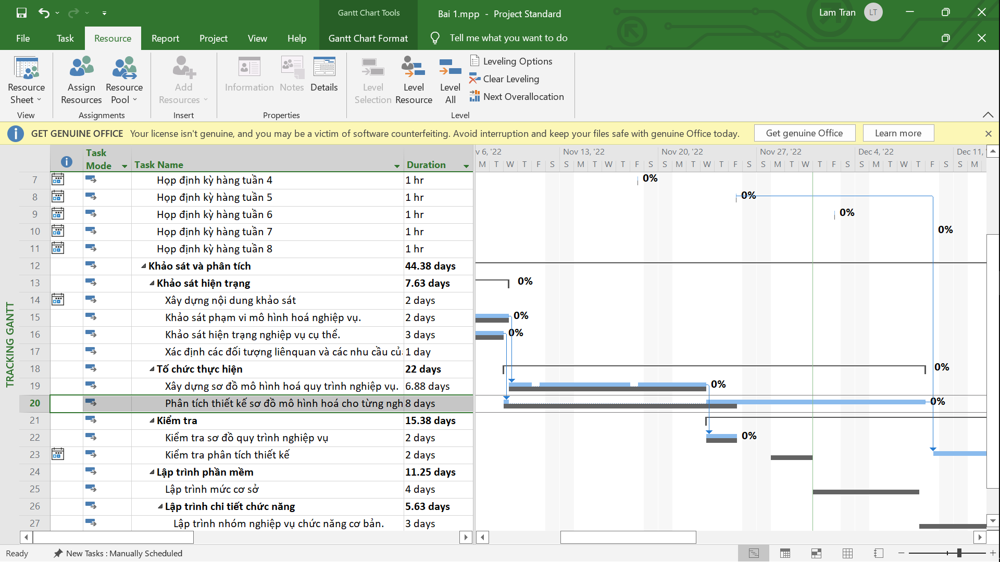 Gantt Chart Tools
Bai 1.mpp - Project Standard
Lam Tran
LT
File Task Resource Report Project View Help Gantt Chart Format Tell me what you want to do
Resource Sheet
View
Assign Resources
Resource Pool
Assignments
Add Resources
Insert
Information
Notes
Details
Properties
Level Selection
Level Resource
Level All
Leveling Options
Clear Leveling
Next Overallocation
Level
GET GENUINE OFFICE Your license isn't genuine, and you may be a victim of software counterfeiting. Avoid interruption and keep your files safe with genuine Office today. Get genuine Office Learn more
TRACKING GANTT
Task Mode Task Name Duration
v 6, '22 Nov 13, '22 Nov 20, '22 Nov 27, '22 Dec 4, '22 Dec 11, '
M T W T F S S M T W T F S S M T W T F S S M T W T F S S M T W T F S S M
7 Họp định kỳ hàng tuần 4 1 hr 0%
8 Họp định kỳ hàng tuần 5 1 hr 0%
9 Họp định kỳ hàng tuần 6 1 hr 0%
10 Họp định kỳ hàng tuần 7 1 hr 0%
11 Họp định kỳ hàng tuần 8 1 hr
12 Khảo sát và phân tích 44.38 days
13 Khảo sát hiện trạng 7.63 days 0%
14 Xây dựng nội dung khảo sát 2 days
15 Khảo sát phạm vi mô hình hoá nghiệp vụ. 2 days 0%
16 Khảo sát hiện trạng nghiệp vụ cụ thể. 3 days 0%
17 Xác định các đối tượng liênquan và các nhu cầu củ 1 day
18 Tổ chức thực hiện 22 days 0%
19 Xây dựng sơ đồ mô hình hoá quy trình nghiệp vụ. 6.88 days 0%
20 Phân tích thiết kế sơ đồ mô hình hoá cho từng ngh 8 days 0%
21 Kiểm tra 15.38 days
22 Kiểm tra sơ đồ quy trình nghiệp vụ 2 days 0%
23 Kiểm tra phân tích thiết kế 2 days
24 Lập trình phần mềm 11.25 days
25 Lập trình mức cơ sở 4 days
26 Lập trình chi tiết chức năng 5.63 days
27 Lập trình nhóm nghiệp vụ chức năng cơ bản. 3 days
Ready New Tasks : Manually Scheduled